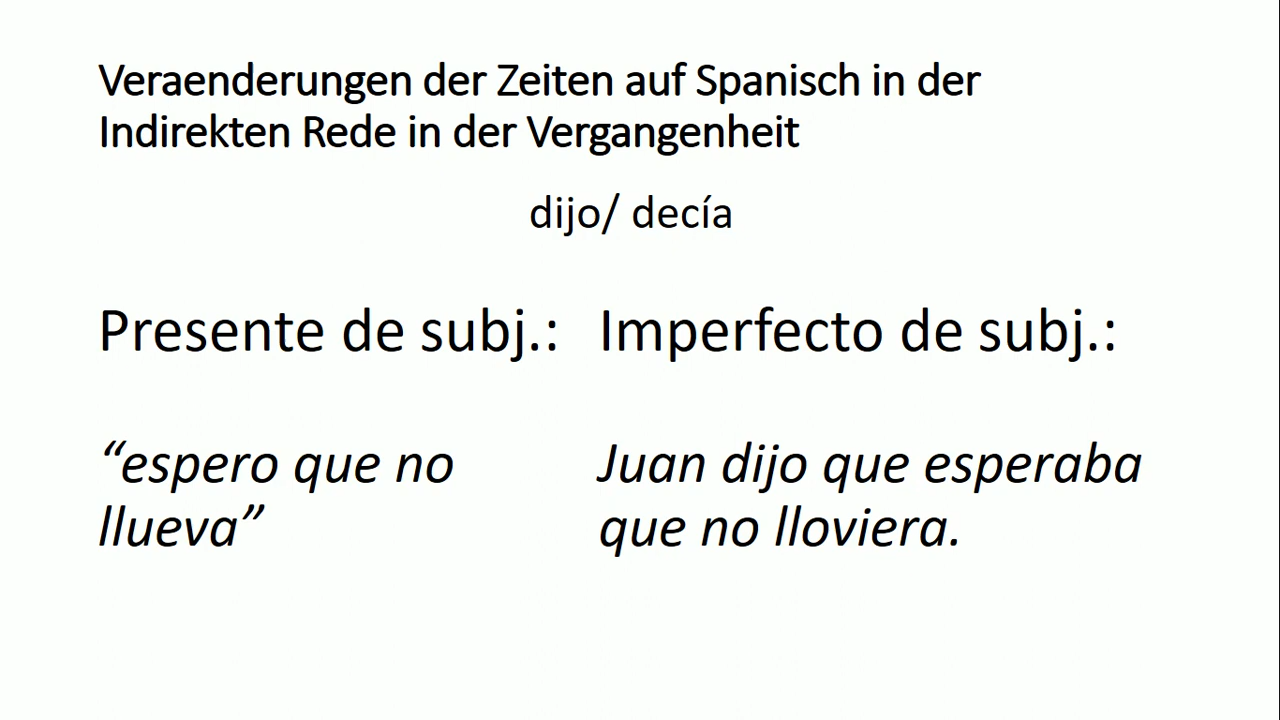 Veraenderungen der Zeiten auf Spanisch in der
Indirekten Rede in der Vergangenheit
dijo/ decía
Presente de subj.:
“espero que no
llueva”
Imperfecto de subj.:
Juan dijo que esperaba
que no lloviera.